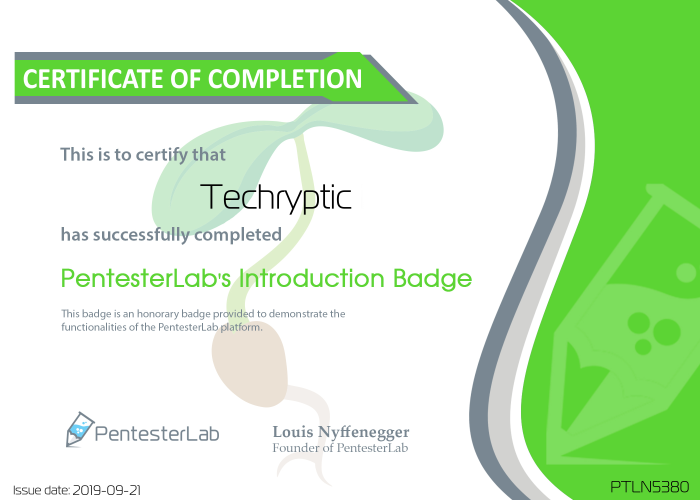 CERTIFICATE OF COMPLETION
This is to certify that
Techryptic
has successfully completed
PentesterLab's Introduction Badge
This badge is an honorary badge provided to demonstrate the
functionalities of the PentesterLab platform.
PentesterLab
Louis Nyffenegger
Founder of PentesterLab
Issue date: 2019-09-21
PTLN5380